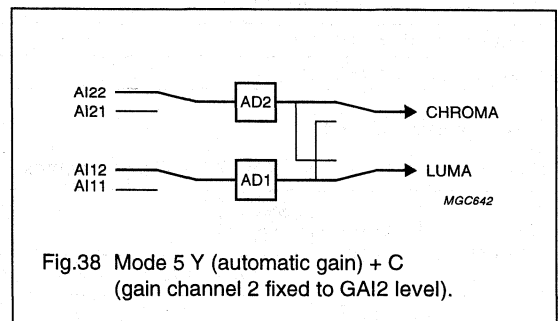 AI22
AI21
AD2
CHROMA
AI12
AI11
AD1
LUMA
MGC642
Fig.38 Mode 5 Y (automatic gain) + C
(gain channel 2 fixed to GAI2 level).